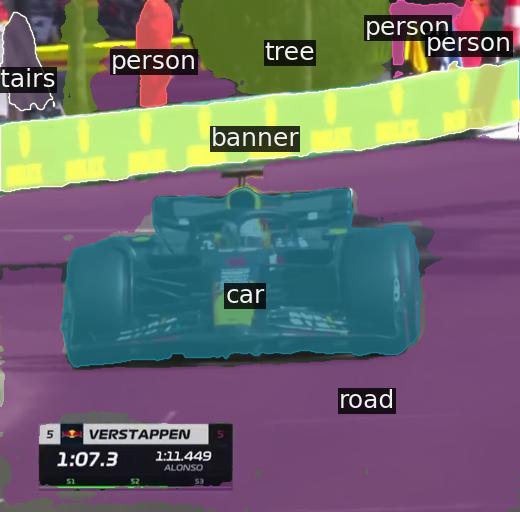 person
person
person
tree
tairs
banner
car
road
5 VERSTAPPEN 5
1:07.3 1:11.449
ALONSO
S1 S2 S3